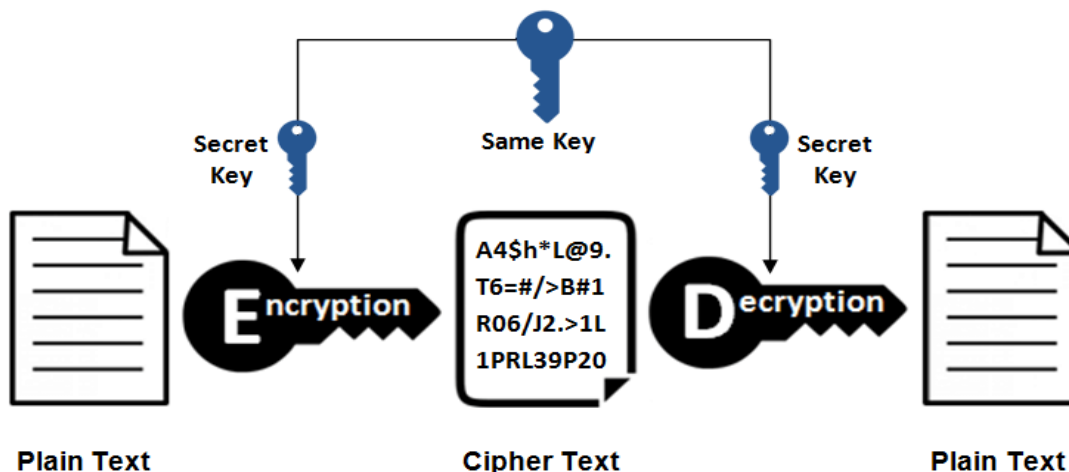 Same Key
Secret
Key
Secret
Key
Encryption
A4$h*L@9.
T6=#/>B#1
R06/J2.>1L
1PRL39P20
Decryption
Plain Text
Cipher Text
Plain Text